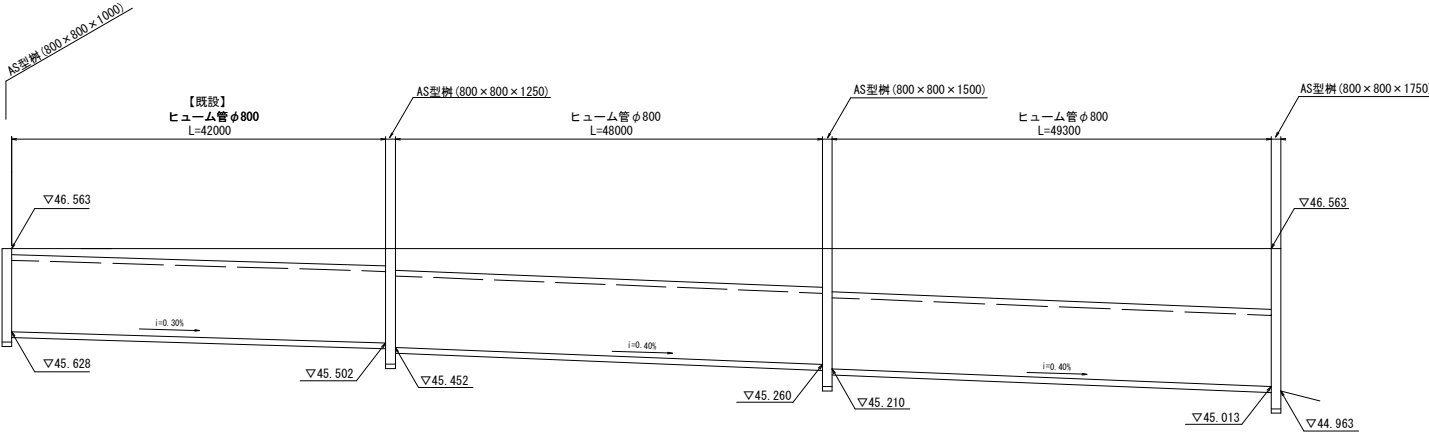 AS型桝(800×800×1000)
【既設】
ヒューム管φ800
L=42000
AS型桝(800×800×1250)
ヒューム管φ800
L=48000
AS型桝(800×800×1500)
ヒューム管φ800
L=49300
AS型桝(800×800×1750)
▽46.563
▽46.563
i=0.30%
i=0.40%
i=0.40%
▽45.628
▽45.502
▽45.452
▽45.260
▽45.210
▽45.013
▽44.963